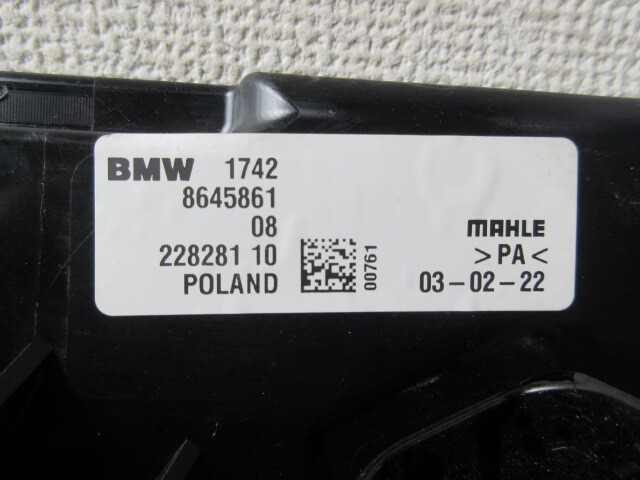 BMW 1742
8645861
08
228281 10
POLAND
00761
MAHLE
>PA<
03-02-22